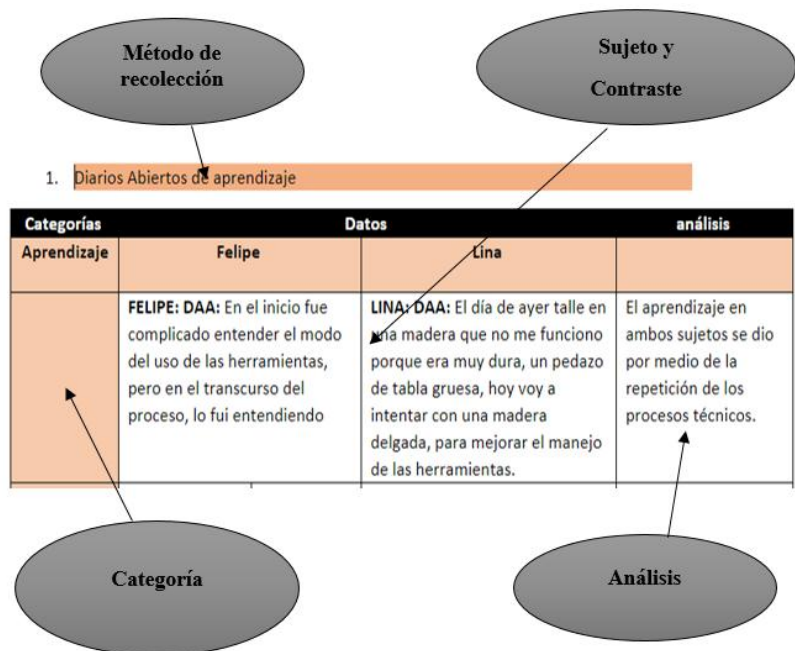 Método de
recolección
Sujeto y
Contraste
1. Diarios Abiertos de aprendizaje
Categorías Datos análisis
Aprendizaje Felipe Lina
FELIPE: DAA: En el inicio fue
complicado entender el modo
del uso de las herramientas,
pero en el transcurso del
proceso, lo fui entendiendo
LINA: DAA: El día de ayer talle en
una madera que no me funciono
porque era muy dura, un pedazo
de tabla gruesa, hoy voy a
intentar con una madera
delgada, para mejorar el manejo
de las herramientas.
El aprendizaje en
ambos sujetos se dio
por medio de la
repetición de los
procesos técnicos.
Categoría
Análisis